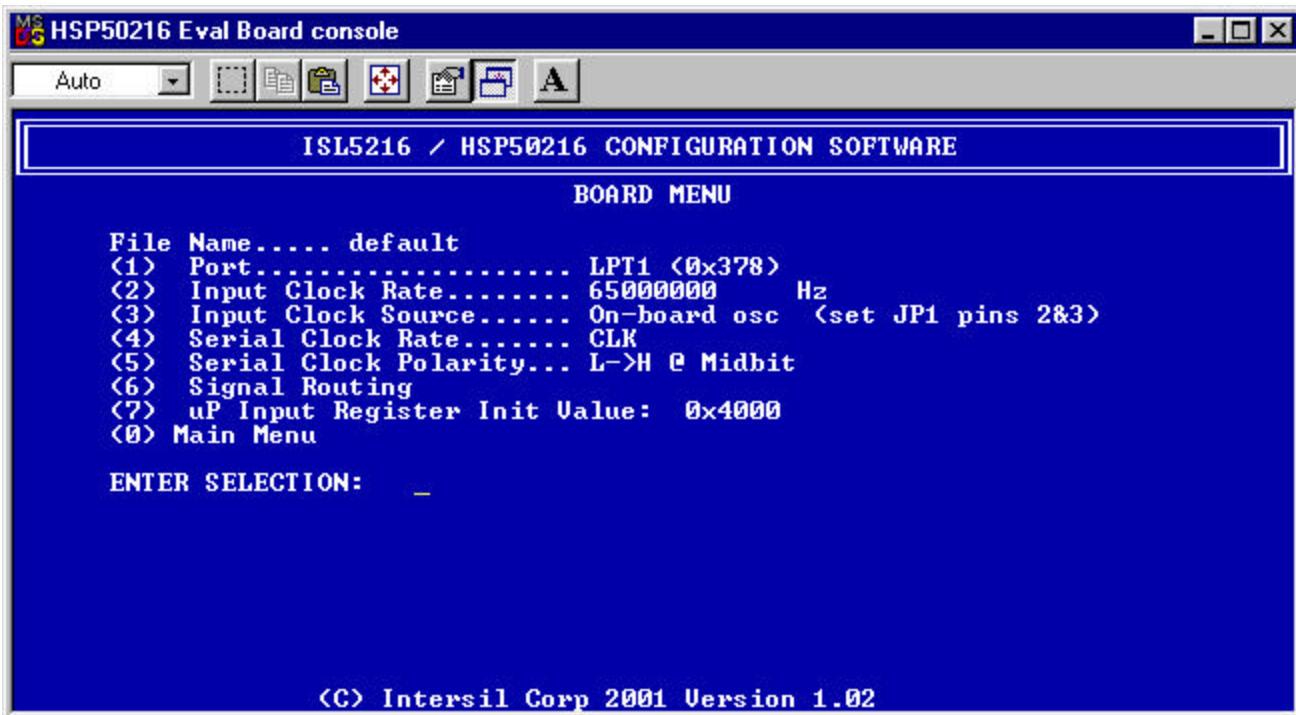 HSP50216 Eval Board console
Auto
A
ISL5216 / HSP50216 CONFIGURATION SOFTWARE
BOARD MENU
File Name..... default
(1) Port.................... LPT1 (0x378)
(2) Input Clock Rate........ 65000000 Hz
(3) Input Clock Source...... On-board osc (set JP1 pins 2&3)
(4) Serial Clock Rate....... CLK
(5) Serial Clock Polarity... L->H @ Midbit
(6) Signal Routing
(7) uP Input Register Init Value: 0x4000
(0) Main Menu
ENTER SELECTION: _
(C) Intersil Corp 2001 Version 1.02